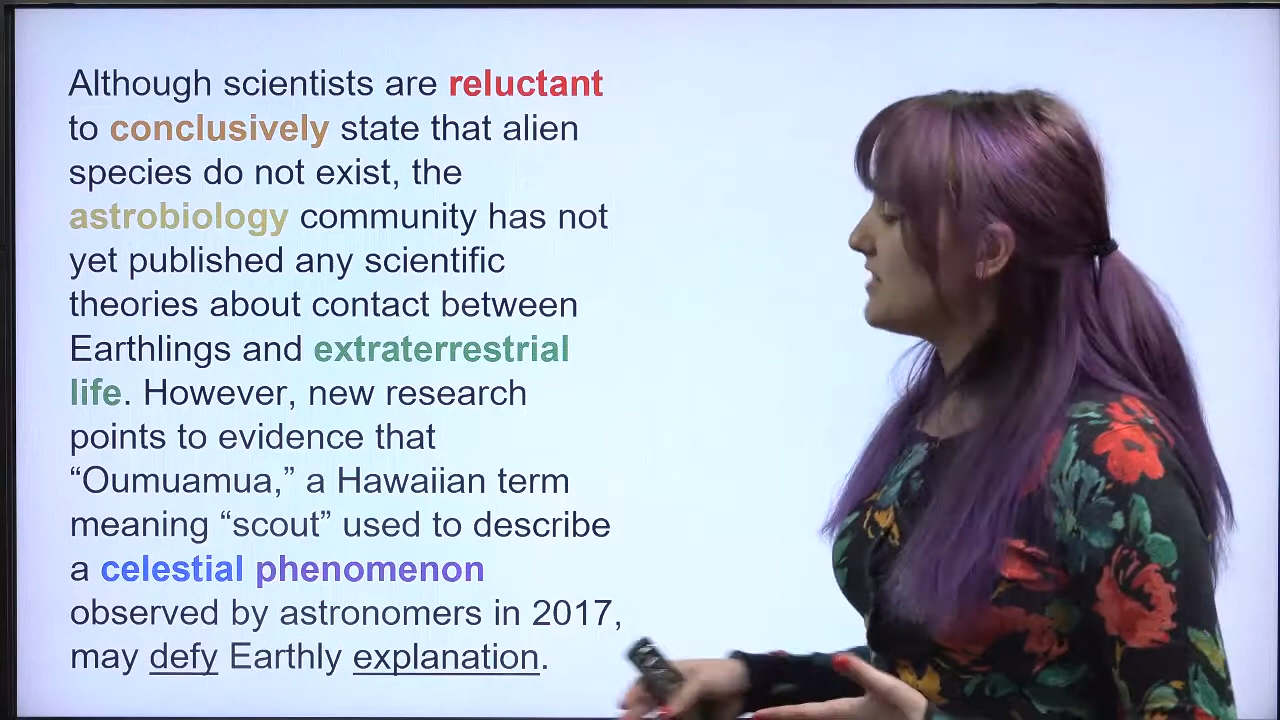 Although scientists are reluctant
to conclusively state that alien
species do not exist, the
astrobiology community has not
yet published any scientific
theories about contact between
Earthlings and extraterrestrial
life. However, new research
points to evidence that
“Oumuamua,” a Hawaiian term
meaning “scout” used to describe
a celestial phenomenon
observed by astronomers in 2017,
may defy Earthly explanation.